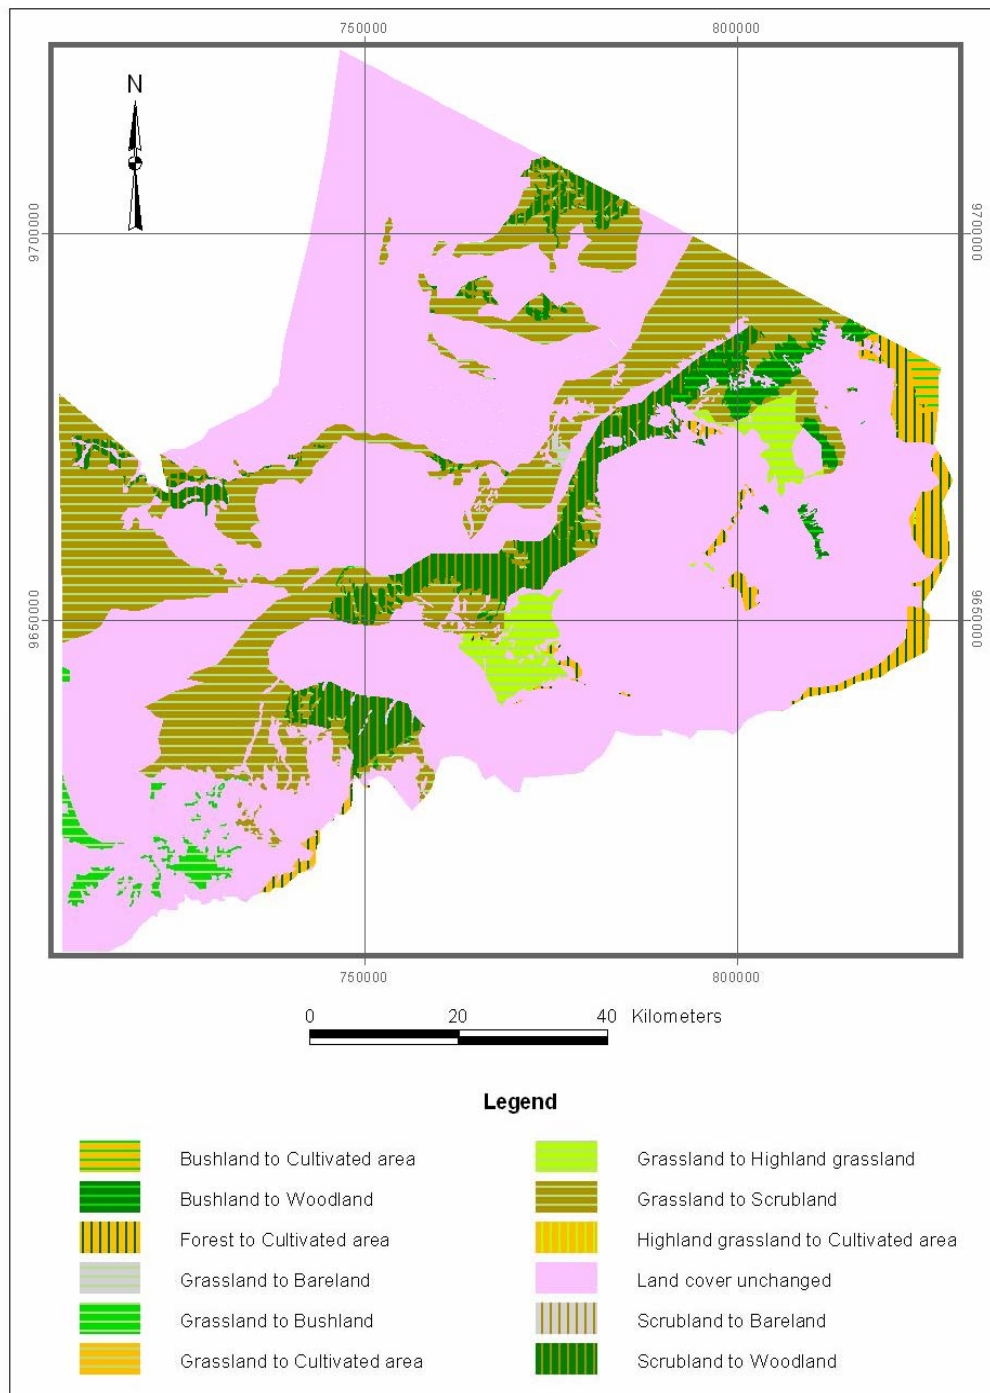 750000 800000
N
9700000 9700000
9650000 9650000
750000 800000
0 20 40 Kilometers
Legend
Bushland to Cultivated area
Bushland to Woodland
Forest to Cultivated area
Grassland to Bareland
Grassland to Bushland
Grassland to Cultivated area
Grassland to Highland grassland
Grassland to Scrubland
Highland grassland to Cultivated area
Land cover unchanged
Scrubland to Bareland
Scrubland to Woodland